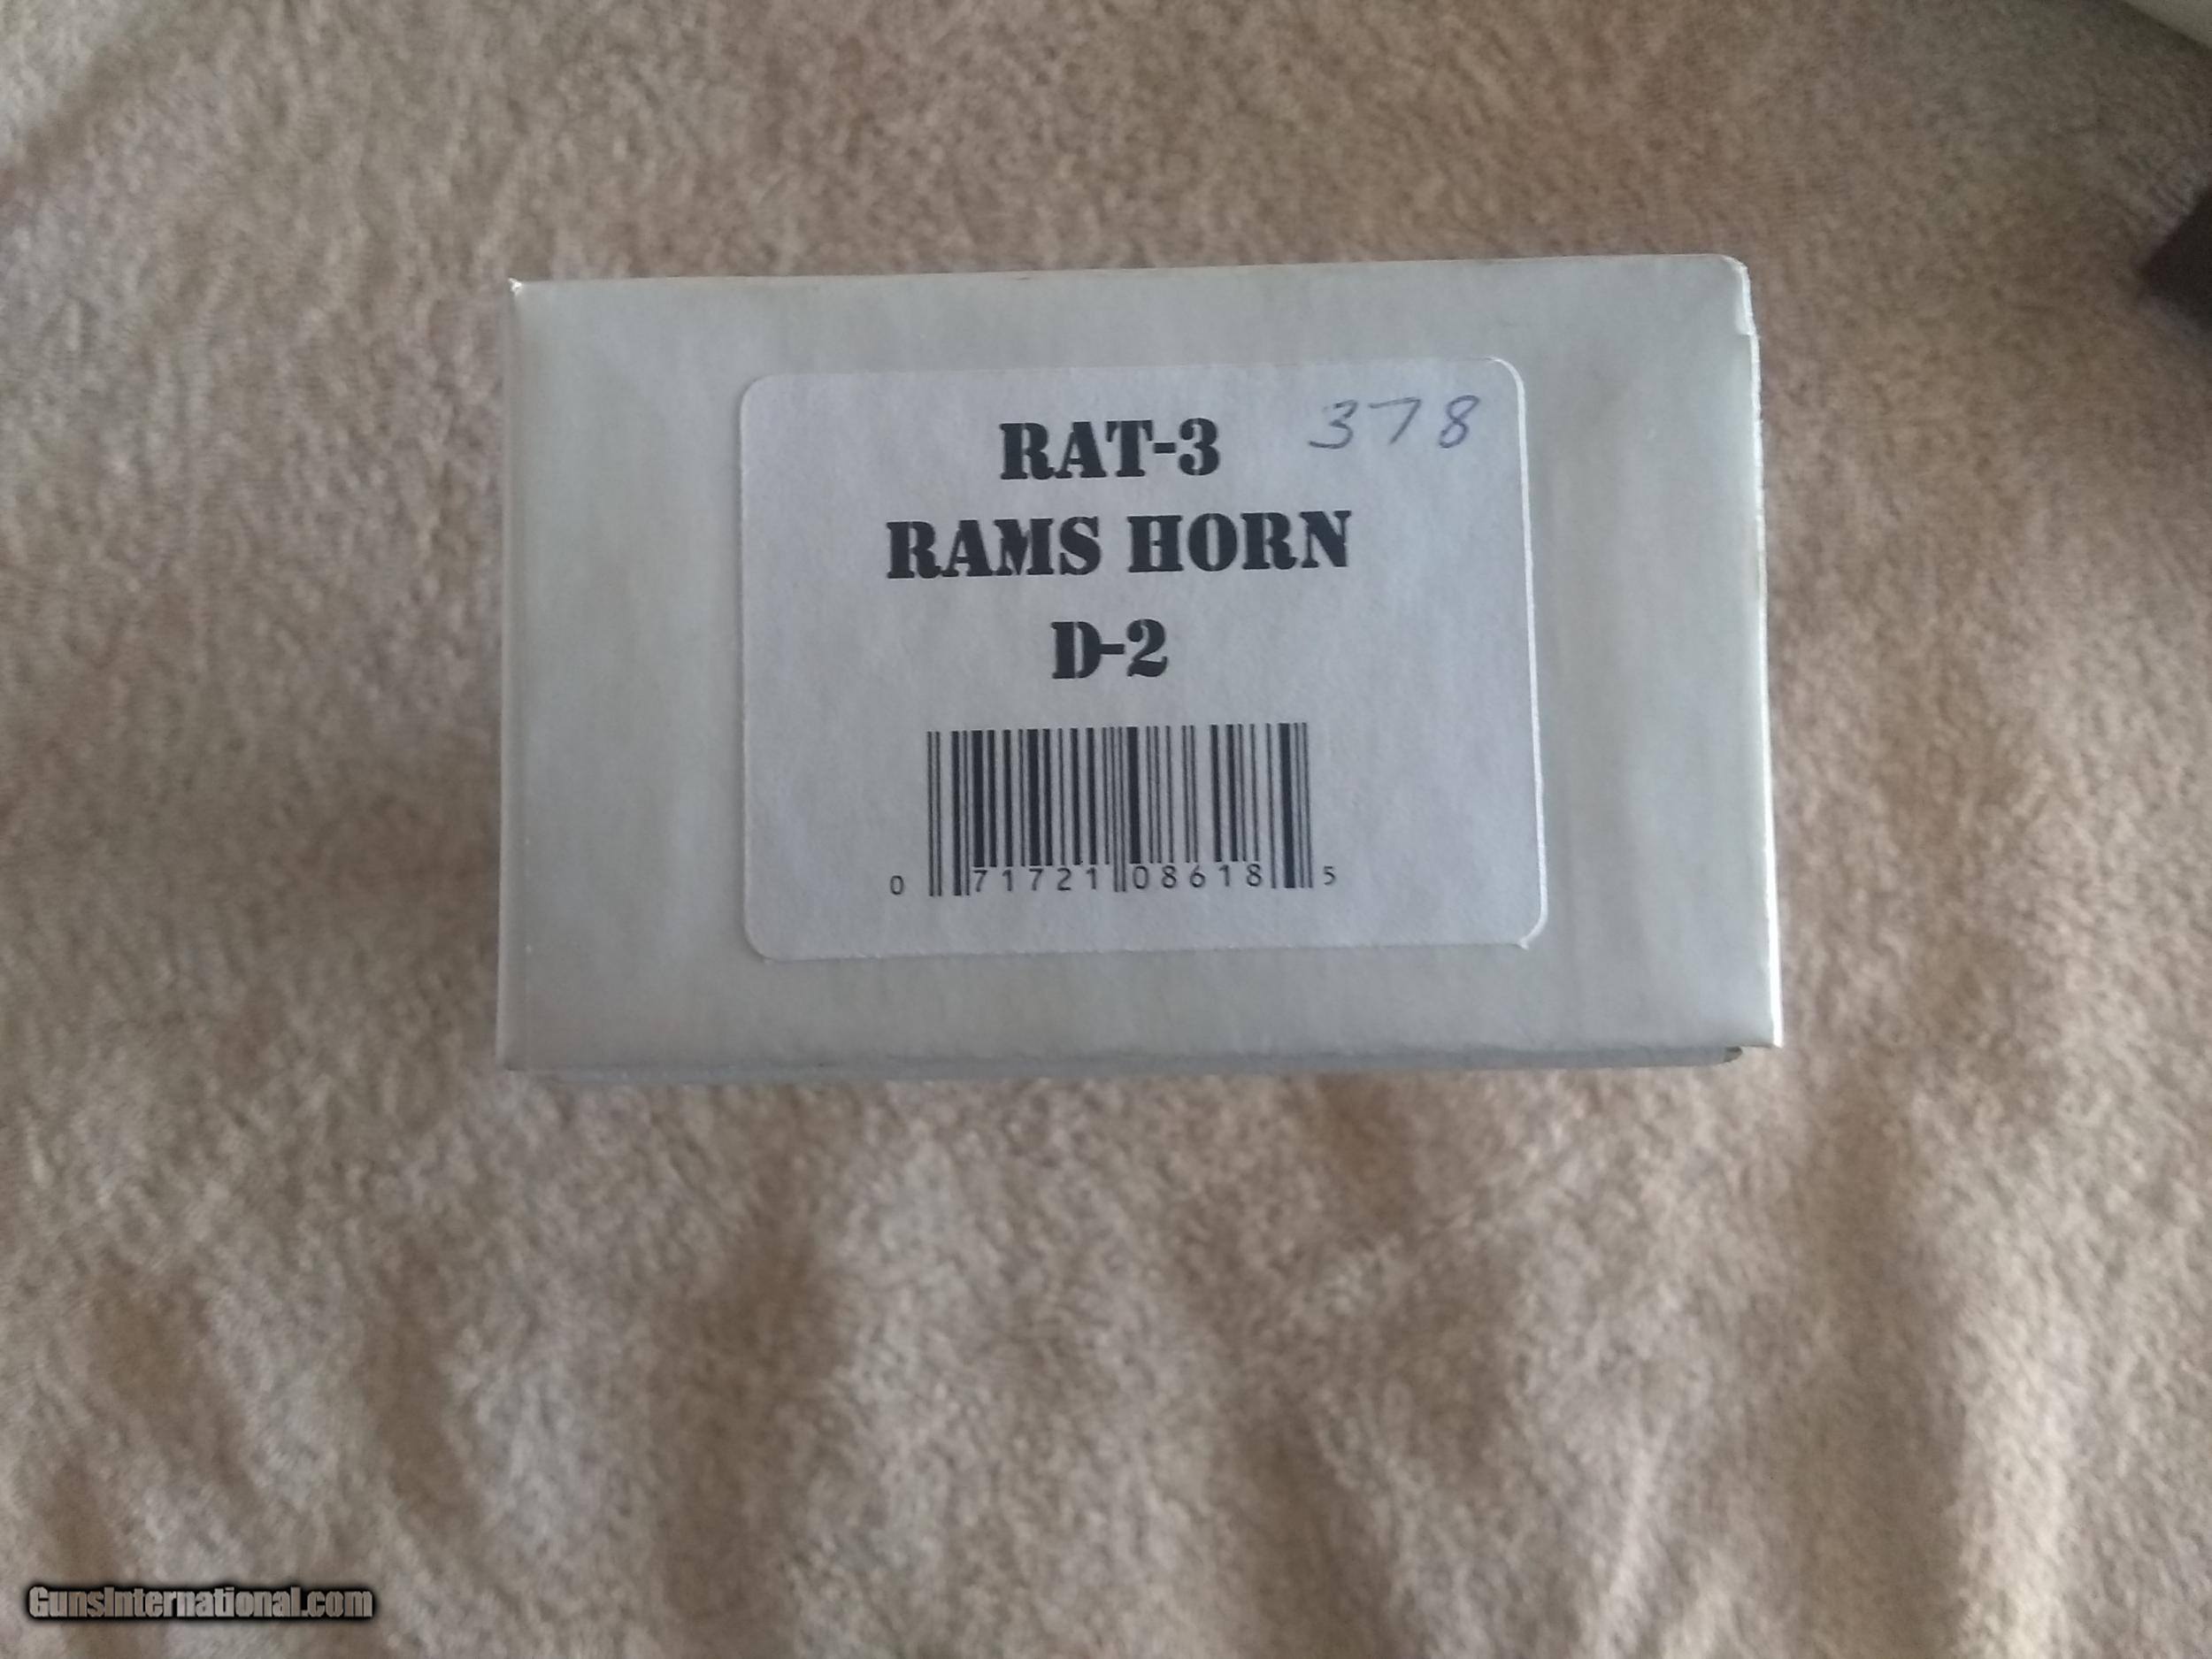 RAT-3 378
RAMS HORN
D-2
0 71721 08618 5
GunsInternational.com